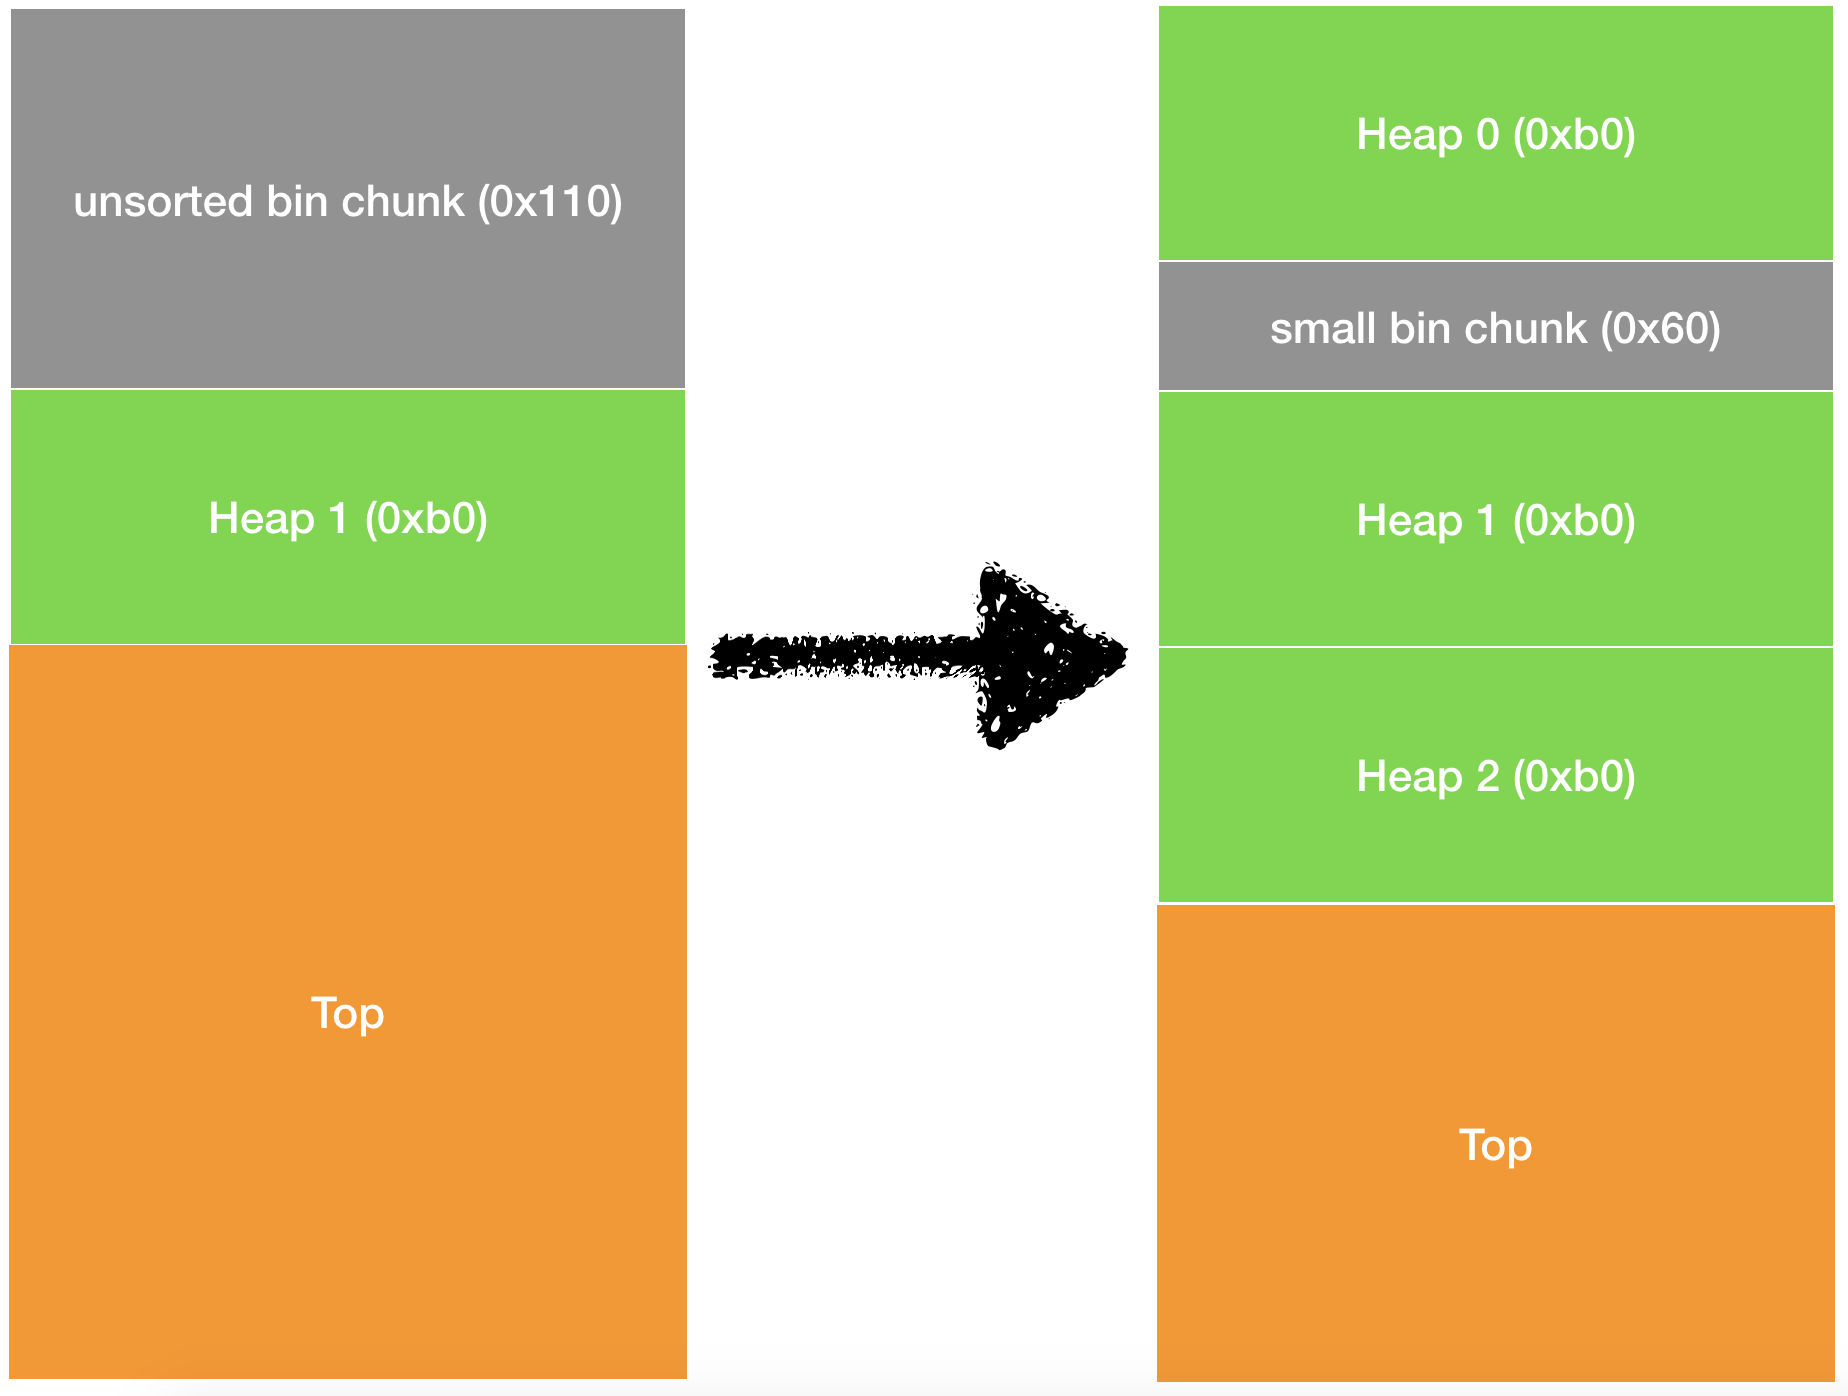 unsorted bin chunk (0x110)
Heap 1 (0xb0)
Top
Heap 0 (0xb0)
small bin chunk (0x60)
Heap 1 (0xb0)
Heap 2 (0xb0)
Top